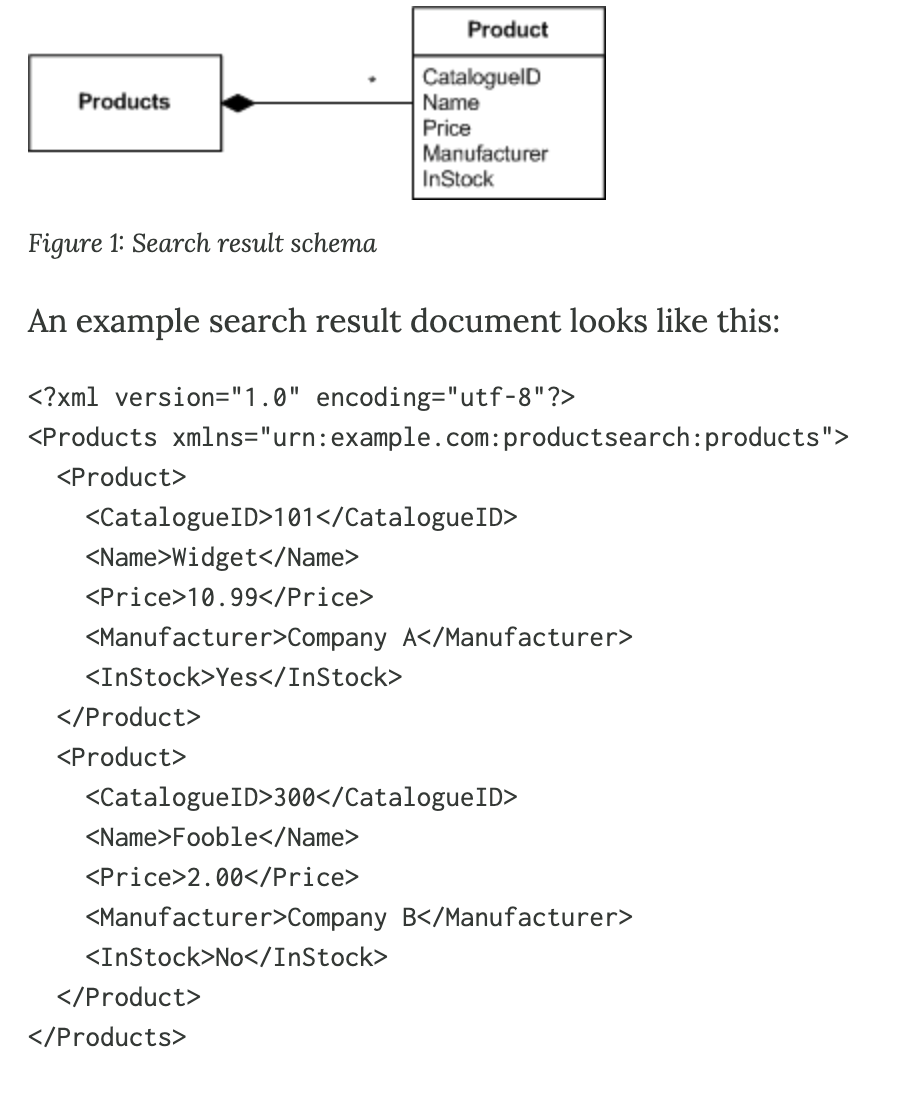 Products
*
Product
CatalogueID
Name
Price
Manufacturer
InStock
Figure 1: Search result schema
An example search result document looks like this:
<?xml version="1.0" encoding="utf-8"?>
<Products xmlns="urn:example.com:productsearch:products">
  <Product>
    <CatalogueID>101</CatalogueID>
    <Name>Widget</Name>
    <Price>10.99</Price>
    <Manufacturer>Company A</Manufacturer>
    <InStock>Yes</InStock>
  </Product>
  <Product>
    <CatalogueID>300</CatalogueID>
    <Name>Fooble</Name>
    <Price>2.00</Price>
    <Manufacturer>Company B</Manufacturer>
    <InStock>No</InStock>
  </Product>
</Products>